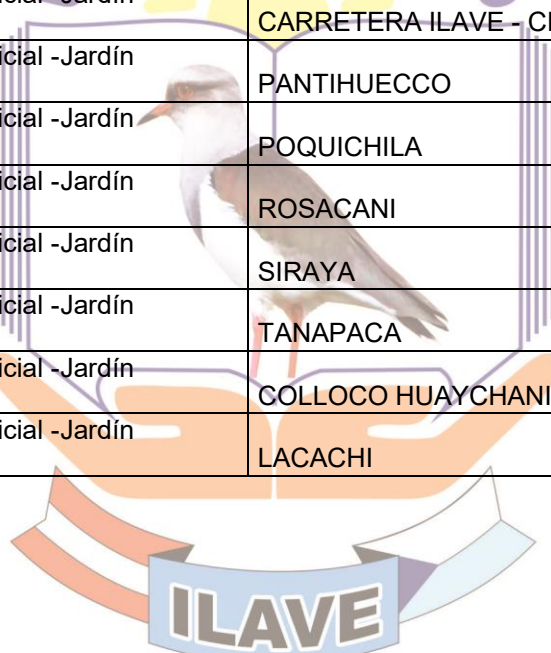 CARRETERA ILAVE -
icial -Jardín
PANTIHUECCO
icial -Jardín
POQUICHILA
icial -Jardín
ROSACANI
icial -Jardín
SIRAYA
icial -Jardín
TANAPACA
icial -Jardín
COLLOCO HUAYCHANI
icial -Jardín
LACACHI
ILAVE